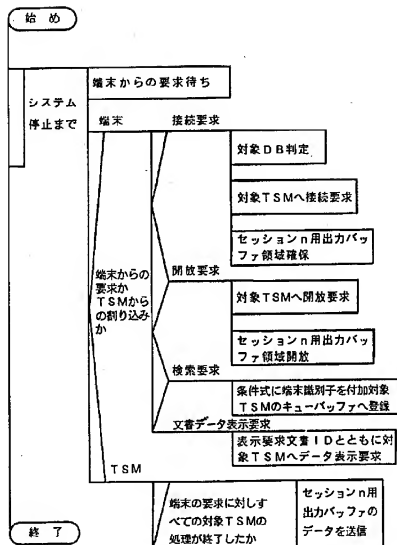 始 め
端末からの要求待ち
システム
停止まで
端末
接続要求
対象DB判定
対象TSMへ接続要求
セッションn用出力バッ
ファ領域確保
端末からの
要求か
TSMから
の割り込み
か
開放要求
対象TSMへ開放要求
セッションn用出力バッ
ファ領域開放
検索要求
条件式に端末識別子を付加対象
TSMのキューバッファへ登録
文書データ表示要求
表示要求文書IDとともに対
象TSMへデータ表示要求
TSM
端末の要求に対しす
べての対象TSMの
処理が終了したか
セッションn用
出力バッファの
データを送信
終 了